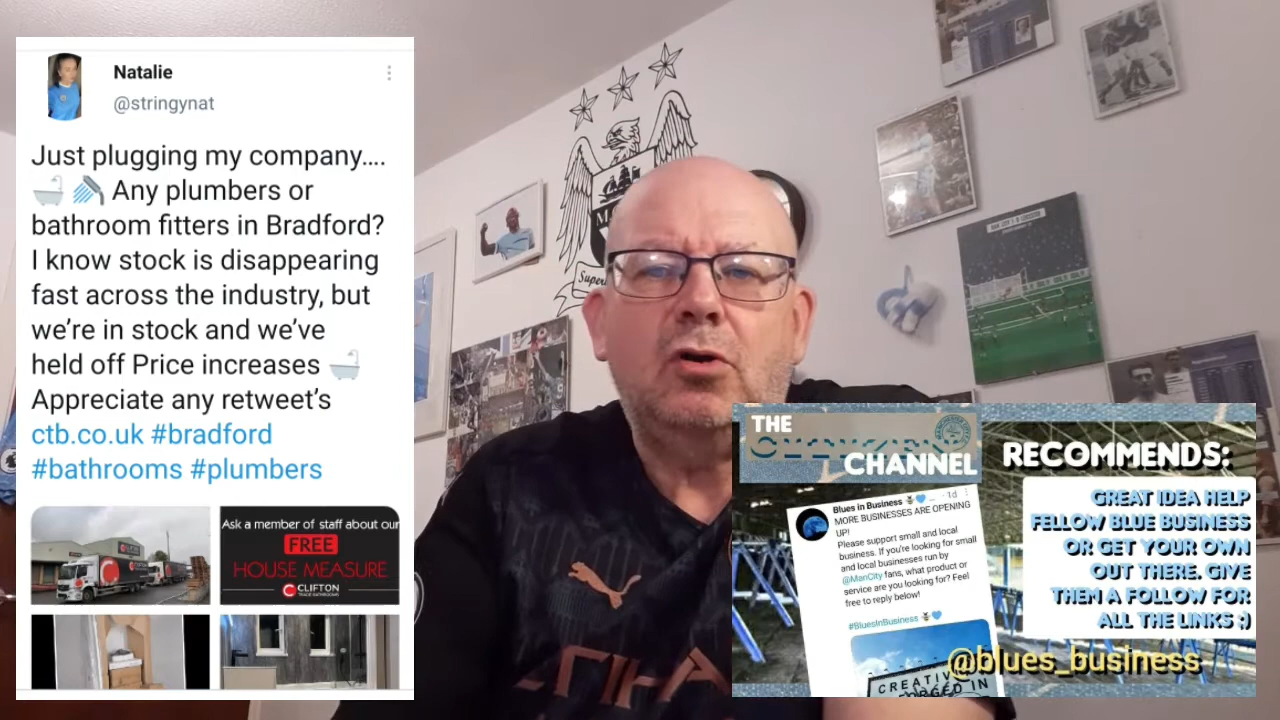 Natalie
@stringynat
Just plugging my company....
🛁 🚿 Any plumbers or
bathroom fitters in Bradford?
I know stock is disappearing
fast across the industry, but
we're in stock and we've
held off Price increases 🛁
Appreciate any retweet's
ctb.co.uk #bradford
#bathrooms #plumbers
Ask a member of staff about our
FREE
HOUSE MEASURE
CLIFTON
Super
THE
CHANNEL
RECOMMENDS:
Blues in Business 🐝💙 ... · 1d
MORE BUSINESSES ARE OPENING
UP!
Please support small and local
business. If you're looking for small
and local businesses run by
@ManCity fans, what product or
service are you looking for? Feel
free to reply below!
#BluesInBusiness 🐝💙
CREATIV
FORGED IN
GREAT IDEA HELP
FELLOW BLUE BUSINESS
OR GET YOUR OWN
OUT THERE. GIVE
THEM A FOLLOW FOR
ALL THE LINKS ;)
@blues_business